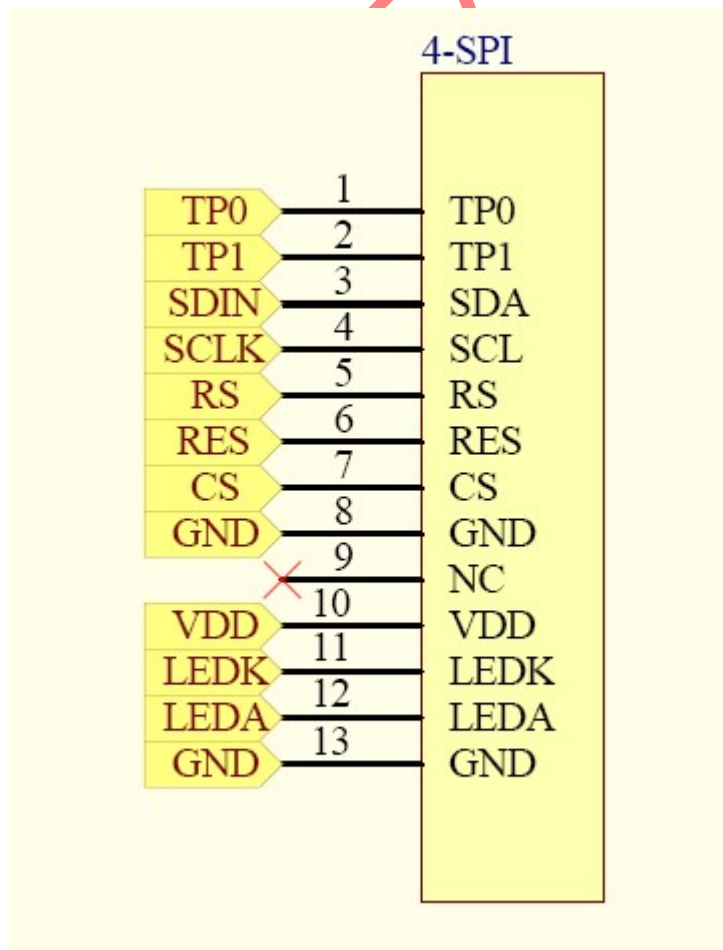 4-SPI
TP0 1 TP0
TP1 2 TP1
SDIN 3 SDA
SCLK 4 SCL
RS 5 RS
RES 6 RES
CS 7 CS
GND 8 GND
9 NC
VDD 10 VDD
LEDK 11 LEDK
LEDA 12 LEDA
GND 13 GND